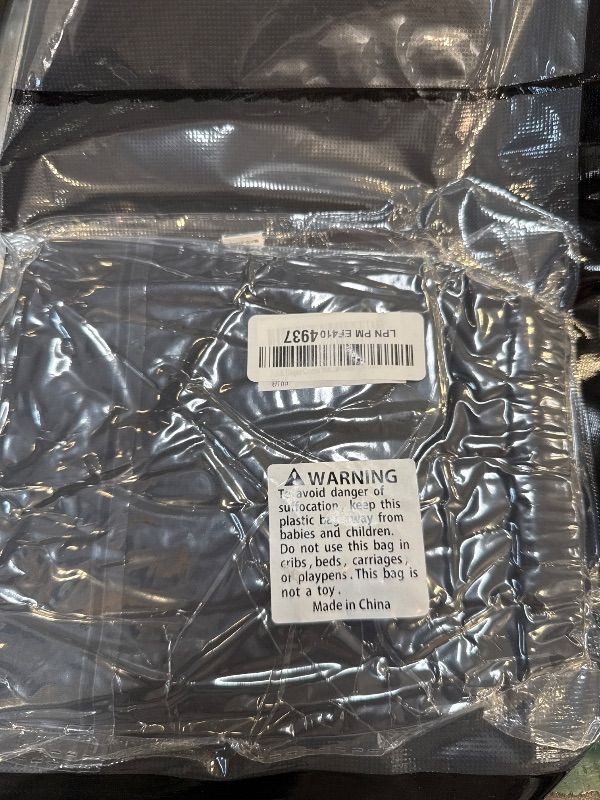 LPN PM EF410 4937
WARNING
To avoid danger of
suffocation, keep this
plastic bag away from
babies and children.
Do not use this bag in
cribs, beds, carriages,
or playpens. This bag is
not a toy.
Made in China